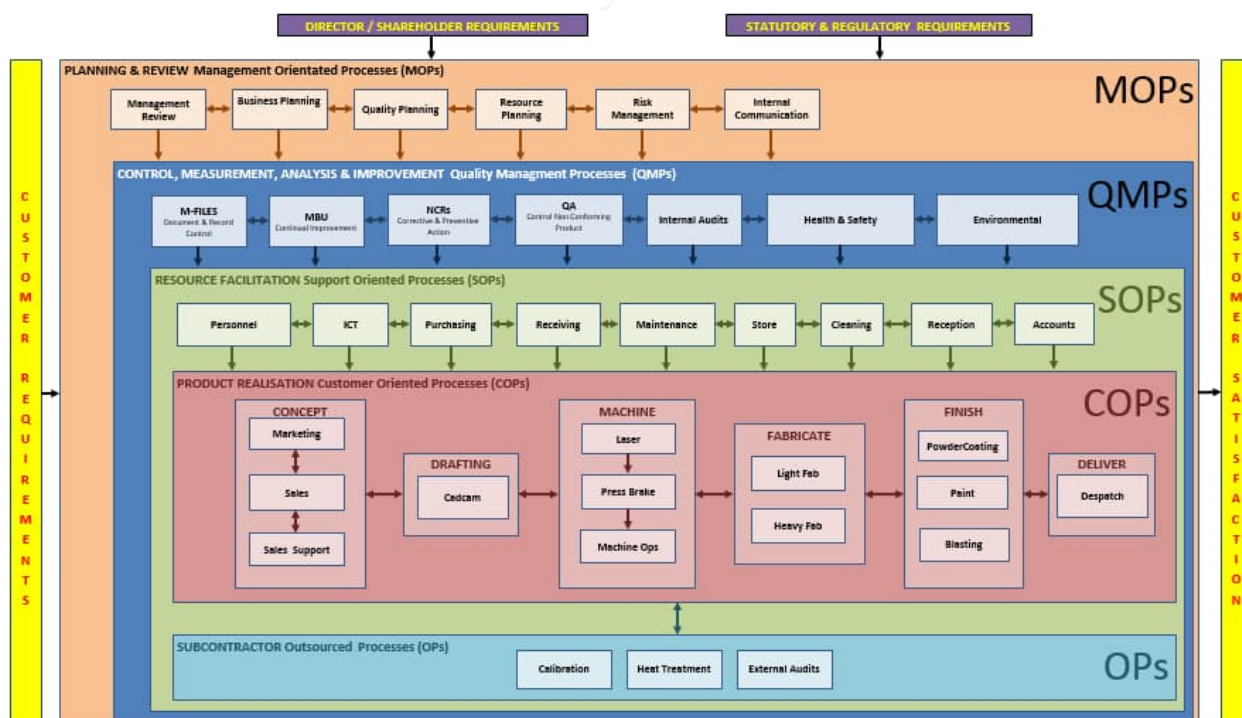 DIRECTOR / SHAREHOLDER REQUIREMENTS
STATUTORY & REGULATORY REQUIREMENTS
CUSTOMER REQUIREMENTS
PLANNING & REVIEW Management Orientated Processes (MOPs)
MOPs
Management
Review
Business Planning
Quality Planning
Resource
Planning
Risk
Management
Internal
Communication
CONTROL, MEASUREMENT, ANALYSIS & IMPROVEMENT Quality Managment Processes (QMPs)
QMPs
M-FILES
Document & Record
Control
MBU
Continual Improvement
NCRs
Corrective & Preventive
Action
QA
Control Non Conforming
Product
Internal Audits
Health & Safety
Environmental
RESOURCE FACILITATION Support Oriented Processes (SOPs)
SOPs
Personnel
ICT
Purchasing
Receiving
Maintenance
Store
Cleaning
Reception
Accounts
PRODUCT REALISATION Customer Oriented Processes (COPs)
COPs
CONCEPT
Marketing
Sales
Sales Support
DRAFTING
Cadcam
MACHINE
Laser
Press Brake
Machine Ops
FABRICATE
Light Fab
Heavy Fab
FINISH
PowderCoating
Paint
Blasting
DELIVER
Despatch
SUBCONTRACTOR Outsourced Processes (OPs)
OPs
Calibration
Heat Treatment
External Audits
CUSTOMER SATISFACTION